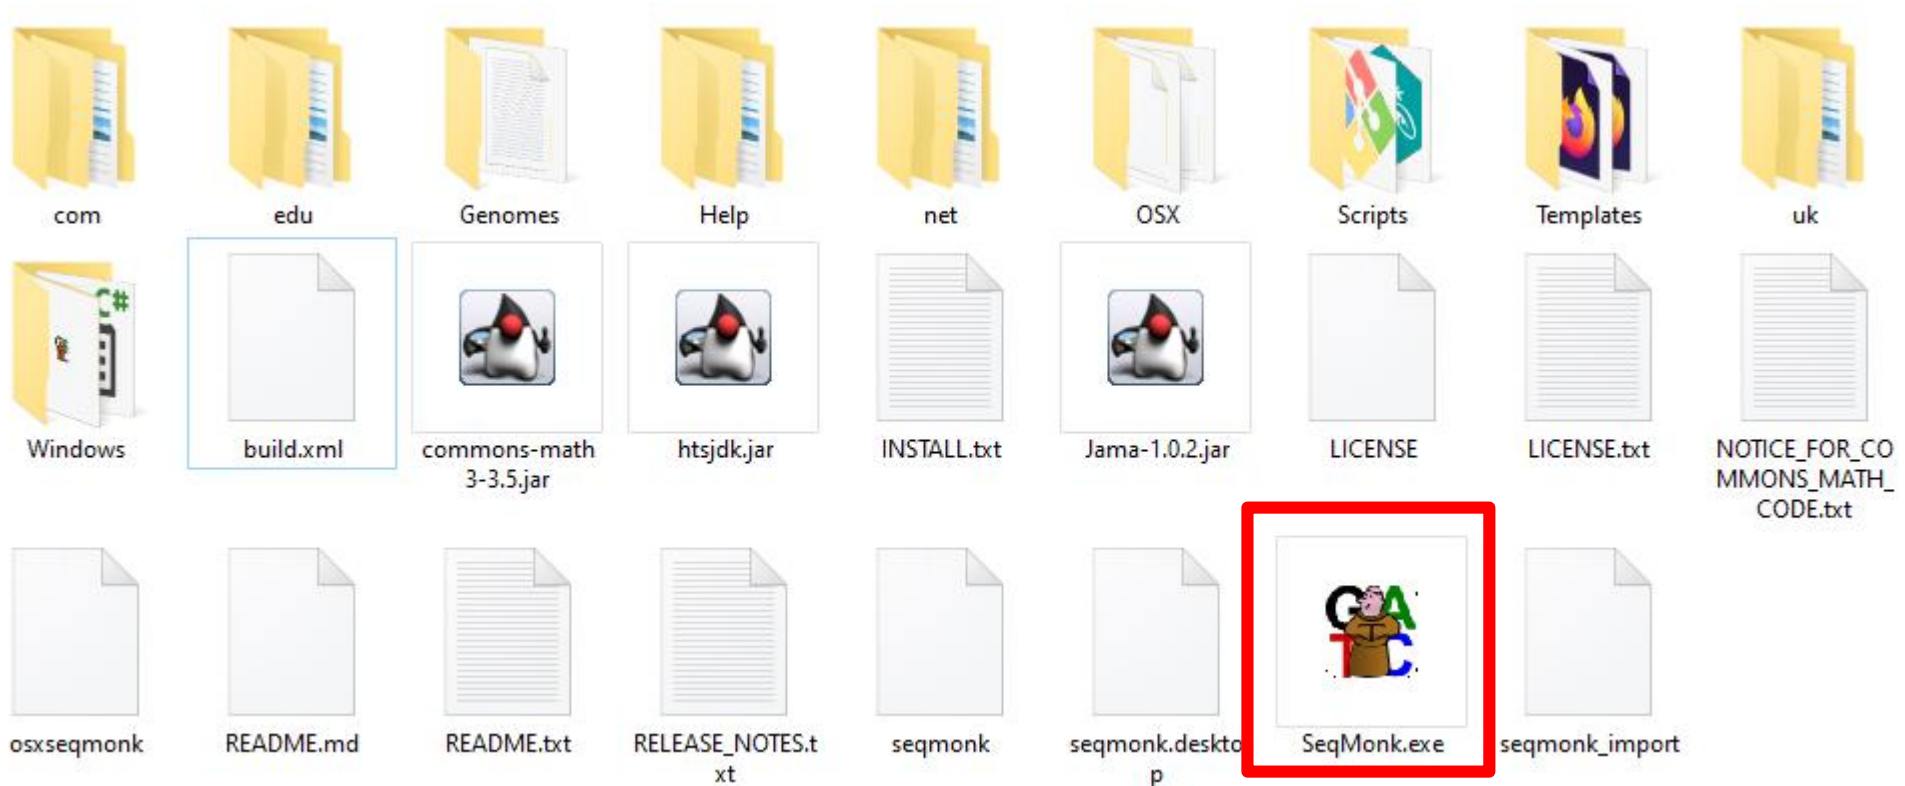 com
edu
Genomes
Help
net
OSX
Scripts
Templates
uk
C#
Windows
build.xml
commons-math
3-3.5.jar
htsjdk.jar
INSTALL.txt
Jama-1.0.2.jar
LICENSE
LICENSE.txt
NOTICE_FOR_CO
MMONS_MATH_
CODE.txt
G A
T C
osxseqmonk
README.md
README.txt
RELEASE_NOTES.t
xt
seqmonk
seqmonk.deskto
p
SeqMonk.exe
seqmonk_import